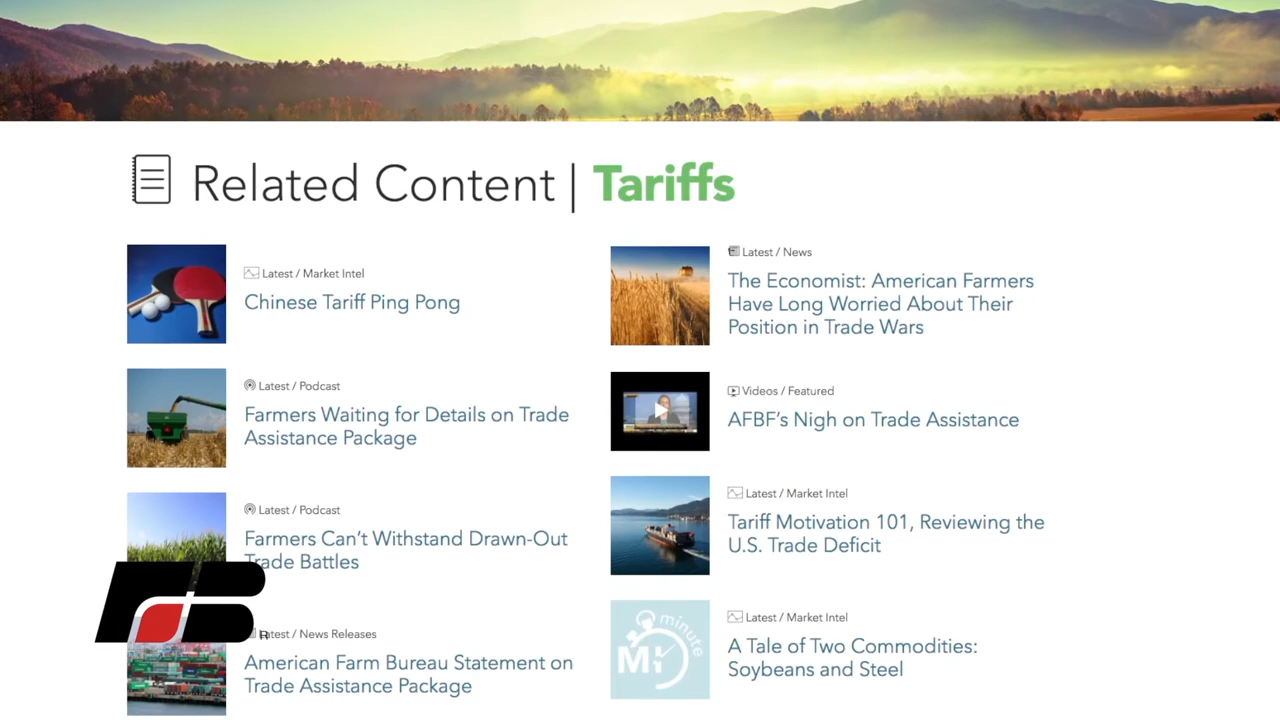 Related Content | Tariffs
Latest / Market Intel
Chinese Tariff Ping Pong
Latest / Podcast
Farmers Waiting for Details on Trade
Assistance Package
Latest / Podcast
Farmers Can't Withstand Drawn-Out
Trade Battles
Latest / News Releases
American Farm Bureau Statement on
Trade Assistance Package
Latest / News
The Economist: American Farmers
Have Long Worried About Their
Position in Trade Wars
Videos / Featured
AFBF's Nigh on Trade Assistance
Latest / Market Intel
Tariff Motivation 101, Reviewing the
U.S. Trade Deficit
Latest / Market Intel
A Tale of Two Commodities:
Soybeans and Steel
minute
MI
FB
R